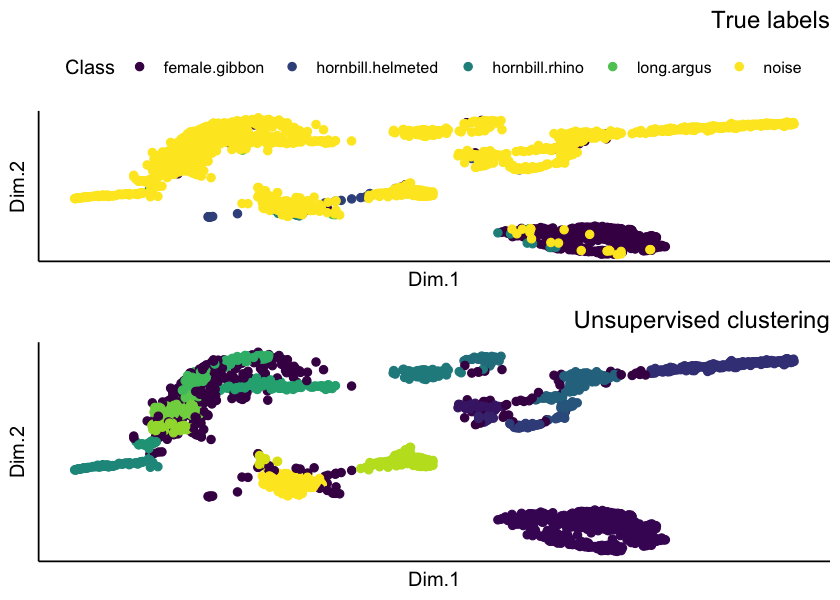 True labels
Class female.gibbon hornbill.helmeted hornbill.rhino long.argus noise
Dim.2
Dim.1
Unsupervised clustering
Dim.2
Dim.1